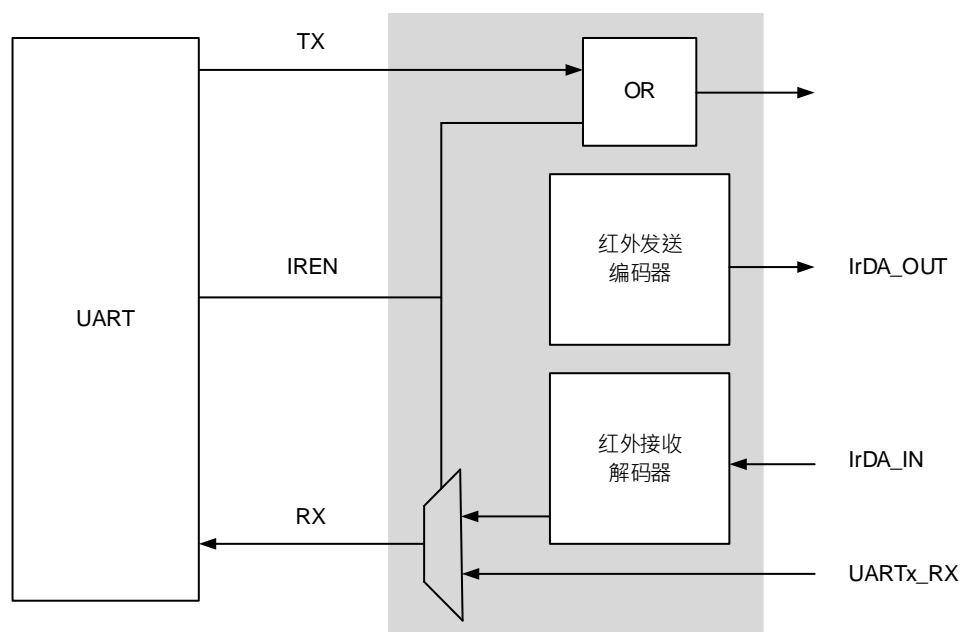 TX
OR
红外发送
编码器
IREN
IrDA_OUT
UART
红外接收
解码器
IrDA_IN
RX
UARTx_RX